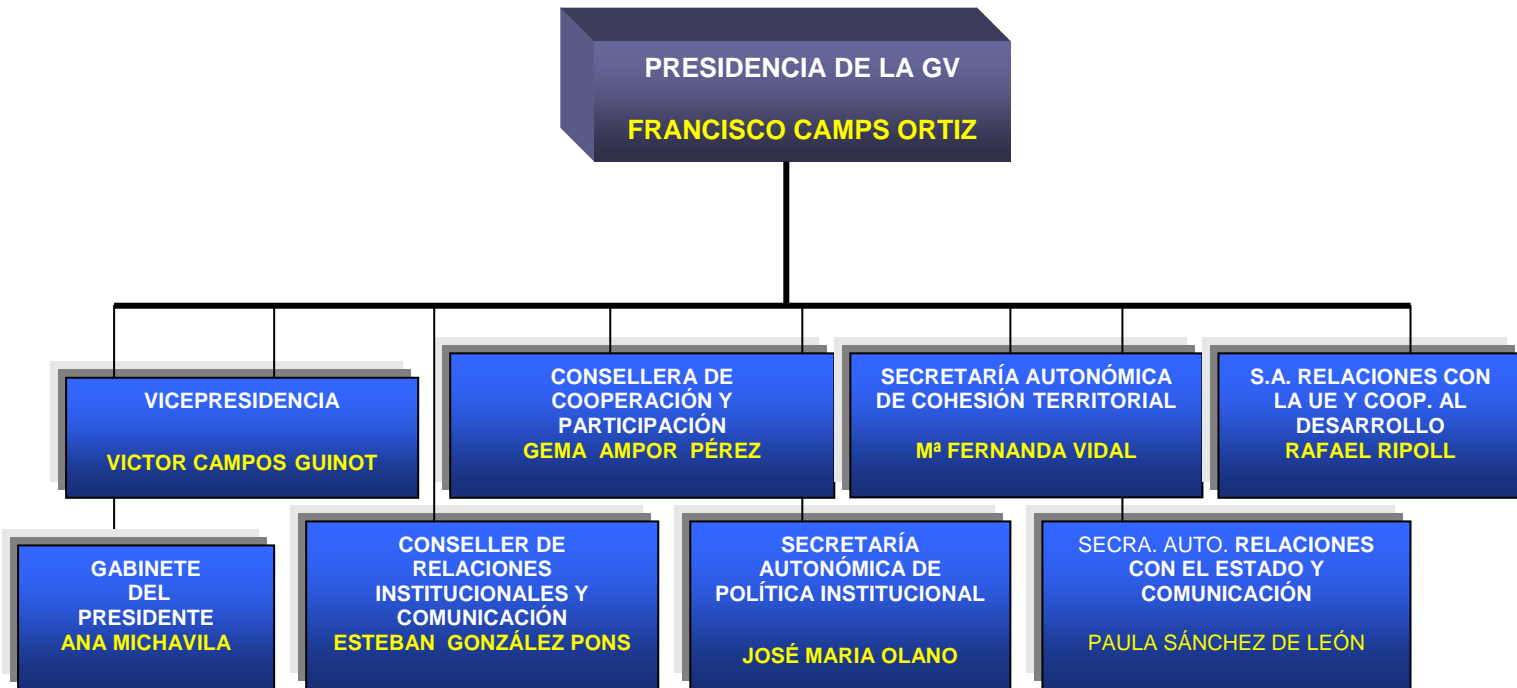 PRESIDENCIA DE LA GV
FRANCISCO CAMPS ORTIZ
VICEPRESIDENCIA
VICTOR CAMPOS GUINOT
CONSELLERA DE
COOPERACIÓN Y
PARTICIPACIÓN
GEMA AMPOR PÉREZ
SECRETARÍA AUTONÓMICA
DE COHESIÓN TERRITORIAL
Mª FERNANDA VIDAL
S.A. RELACIONES CON
LA UE Y COOP. AL
DESARROLLO
RAFAEL RIPOLL
GABINETE
DEL
PRESIDENTE
ANA MICHAVILA
CONSELLER DE
RELACIONES
INSTITUCIONALES Y
COMUNICACIÓN
ESTEBAN GONZÁLEZ PONS
SECRETARÍA
AUTONÓMICA DE
POLÍTICA INSTITUCIONAL
JOSÉ MARIA OLANO
SECRA. AUTO. RELACIONES
CON EL ESTADO Y
COMUNICACIÓN
PAULA SÁNCHEZ DE LEÓN